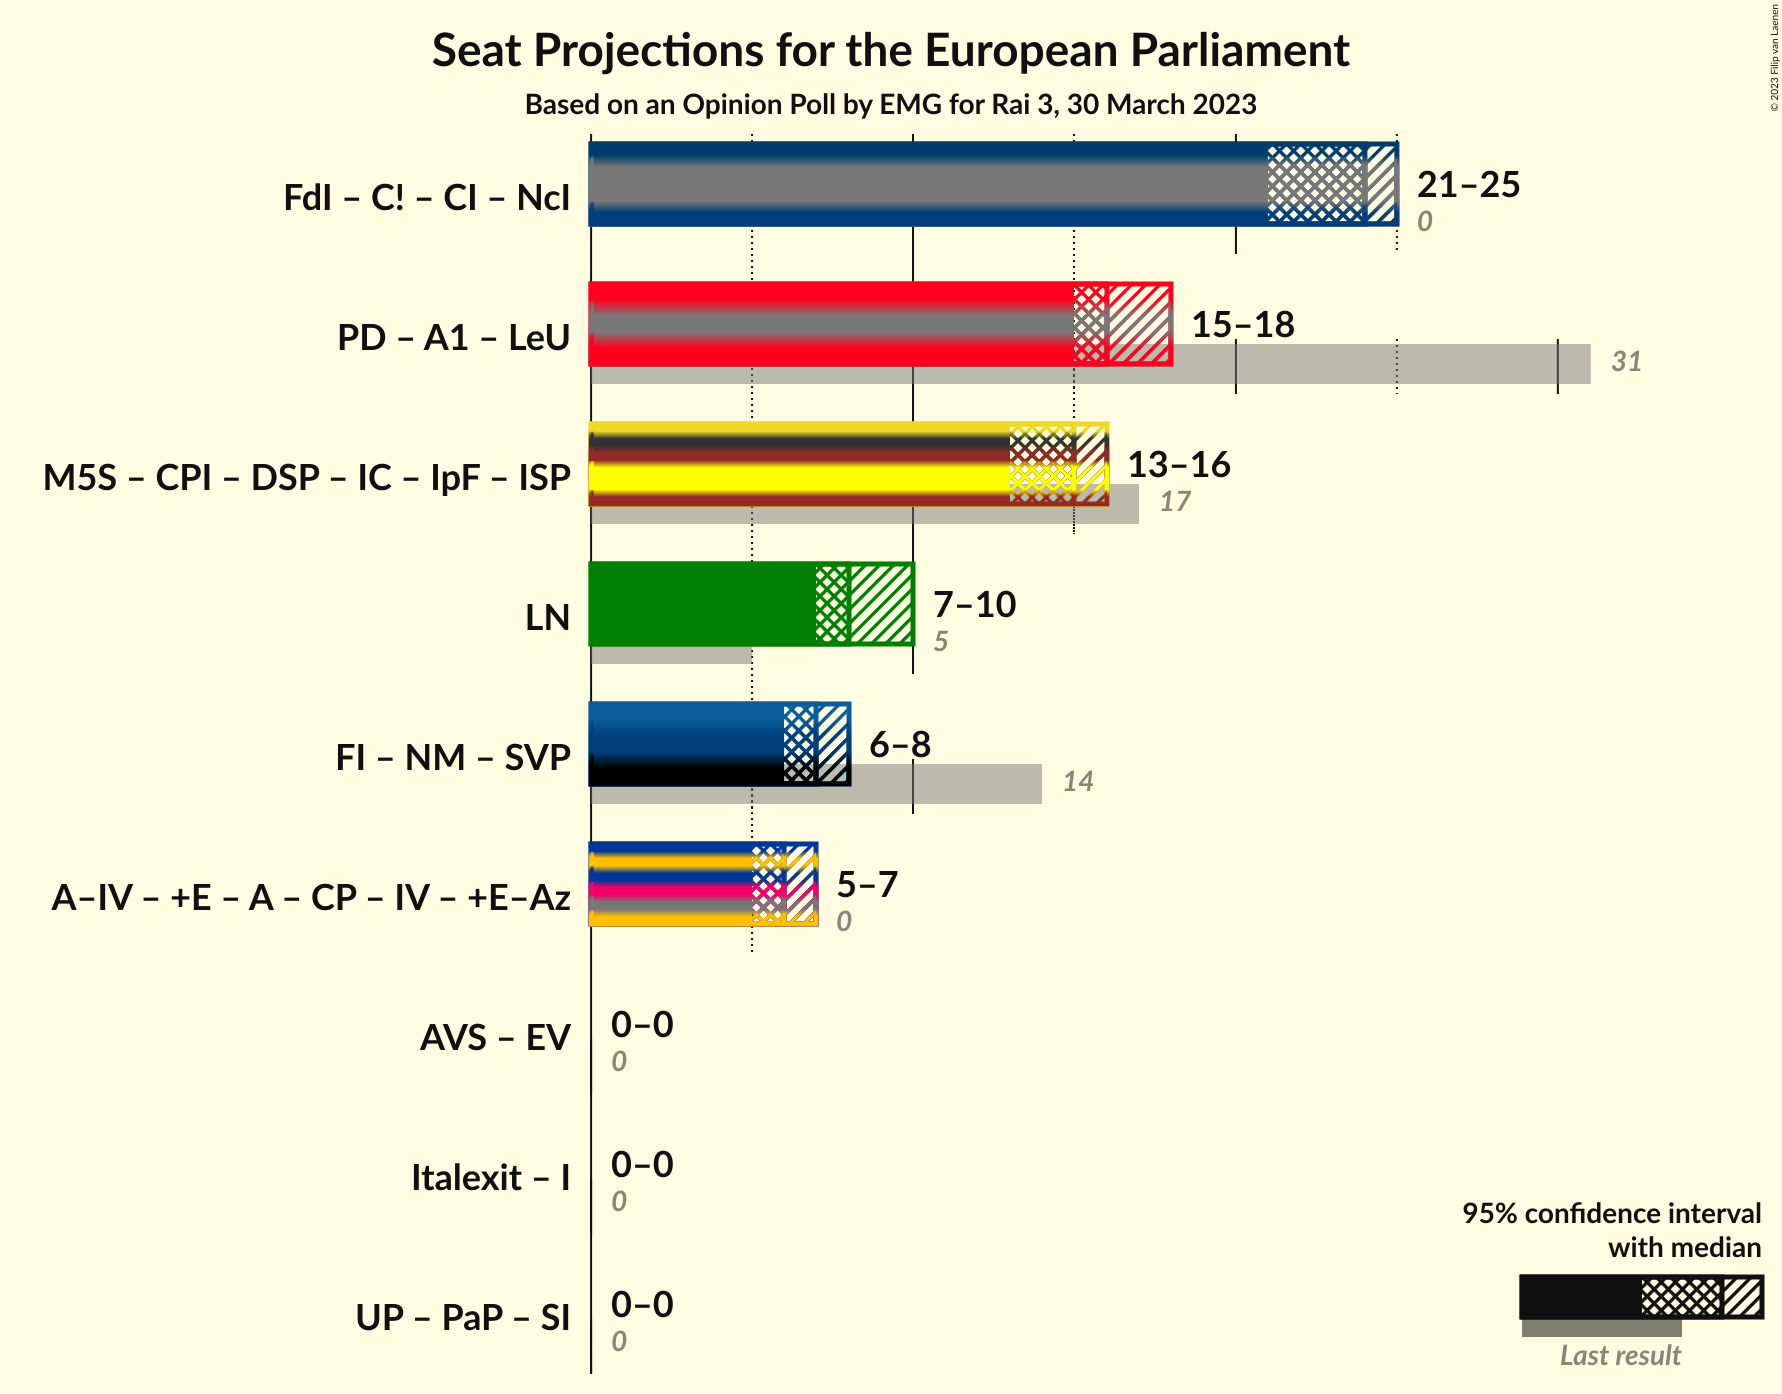 Seat Projections for the European Parliament
Based on an Opinion Poll by EMG for Rai 3, 30 March 2023
© 2023 Filip van Laenen
FdI – C! – CI – NcI
21–25
0
PD – A1 – LeU
15–18
31
M5S – CPI – DSP – IC – IpF – ISP
13–16
17
LN
7–10
5
FI – NM – SVP
6–8
14
A–IV – +E – A – CP – IV – +E–Az
5–7
0
AVS – EV
0–0
0
Italexit – I
0–0
0
UP – PaP – SI
0–0
0
95% confidence interval
with median
Last result